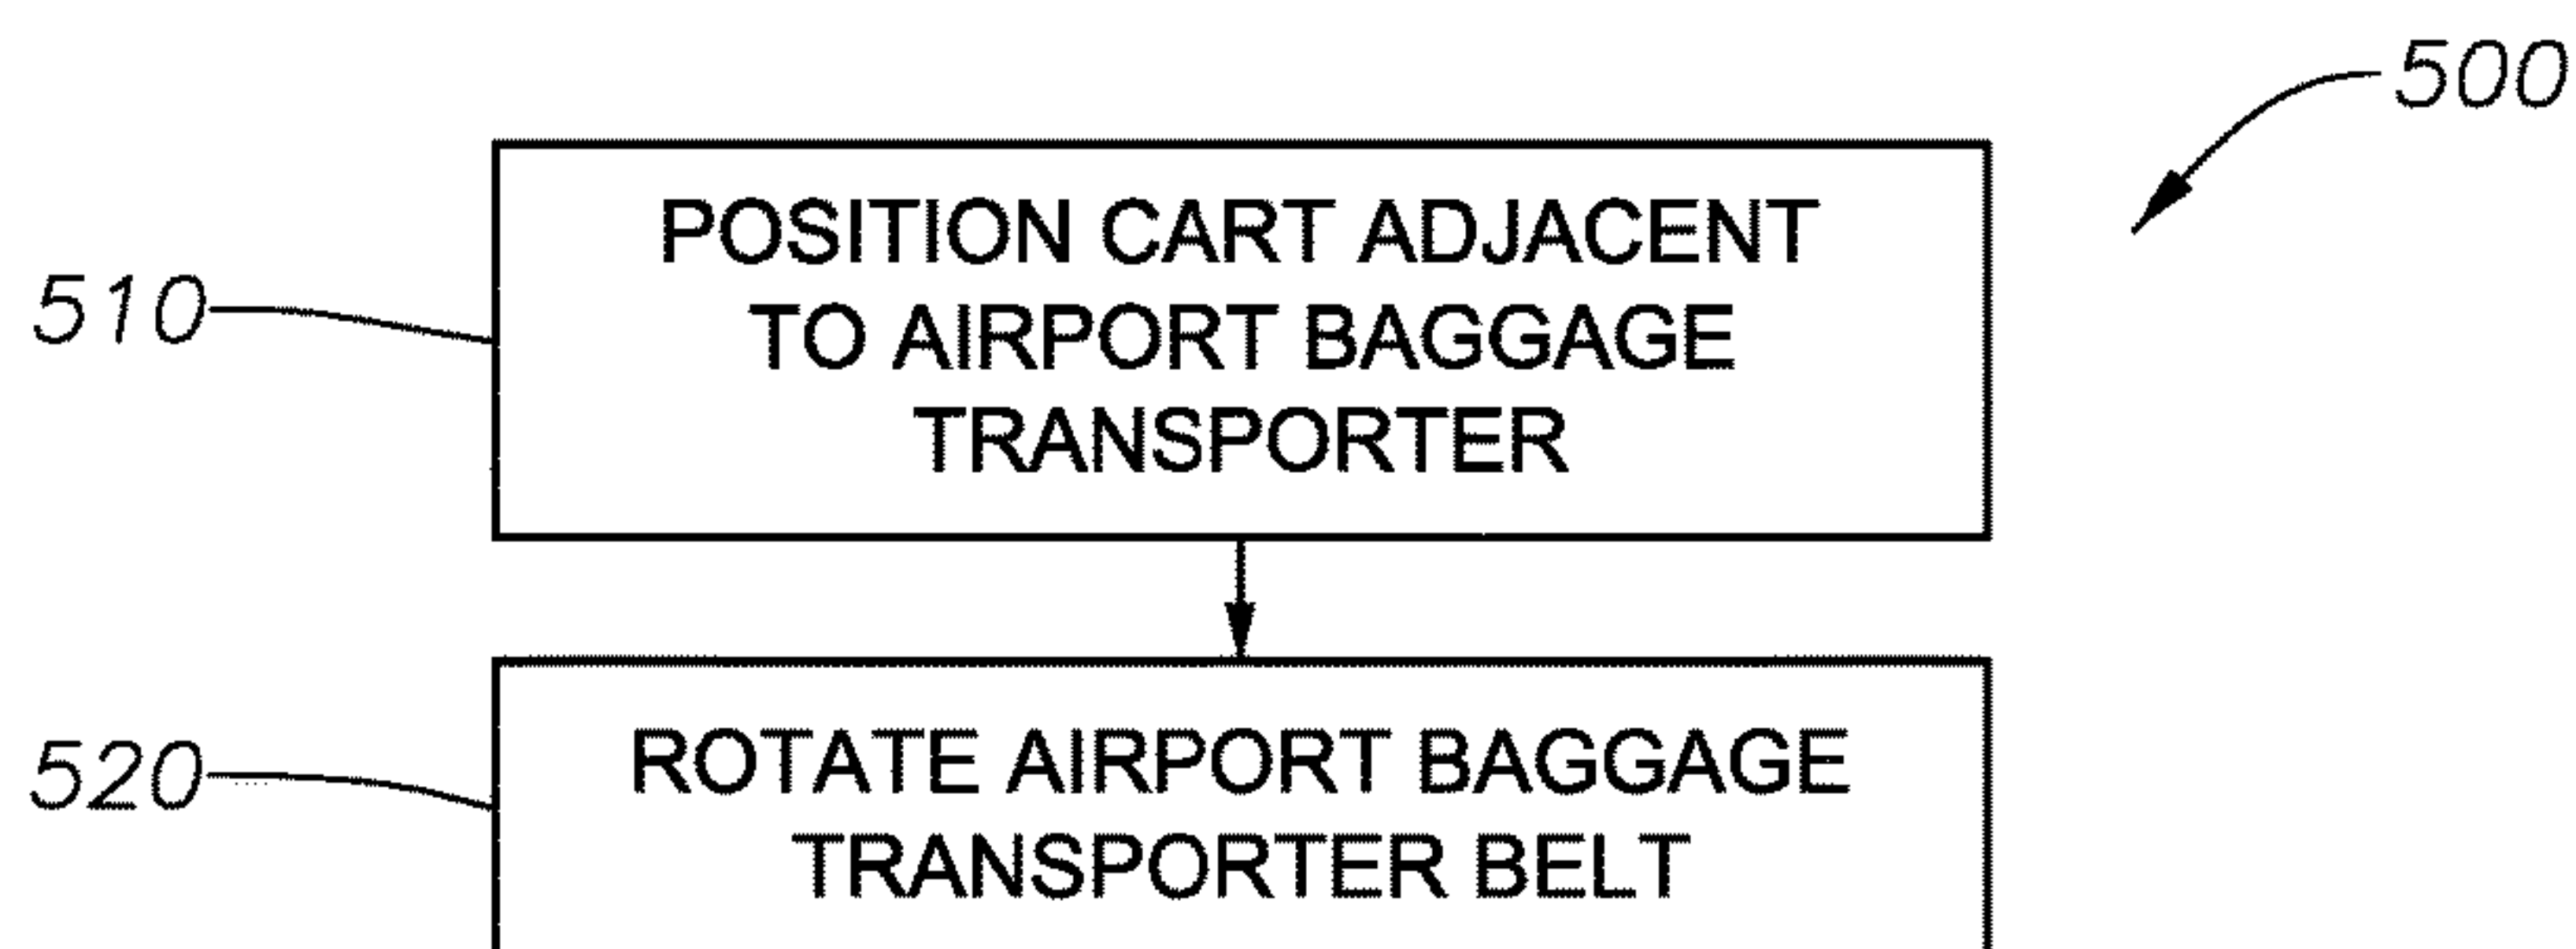 500
POSITION CART ADJACENT
TO AIRPORT BAGGAGE
TRANSPORTER
510
ROTATE AIRPORT BAGGAGE
TRANSPORTER BELT
520